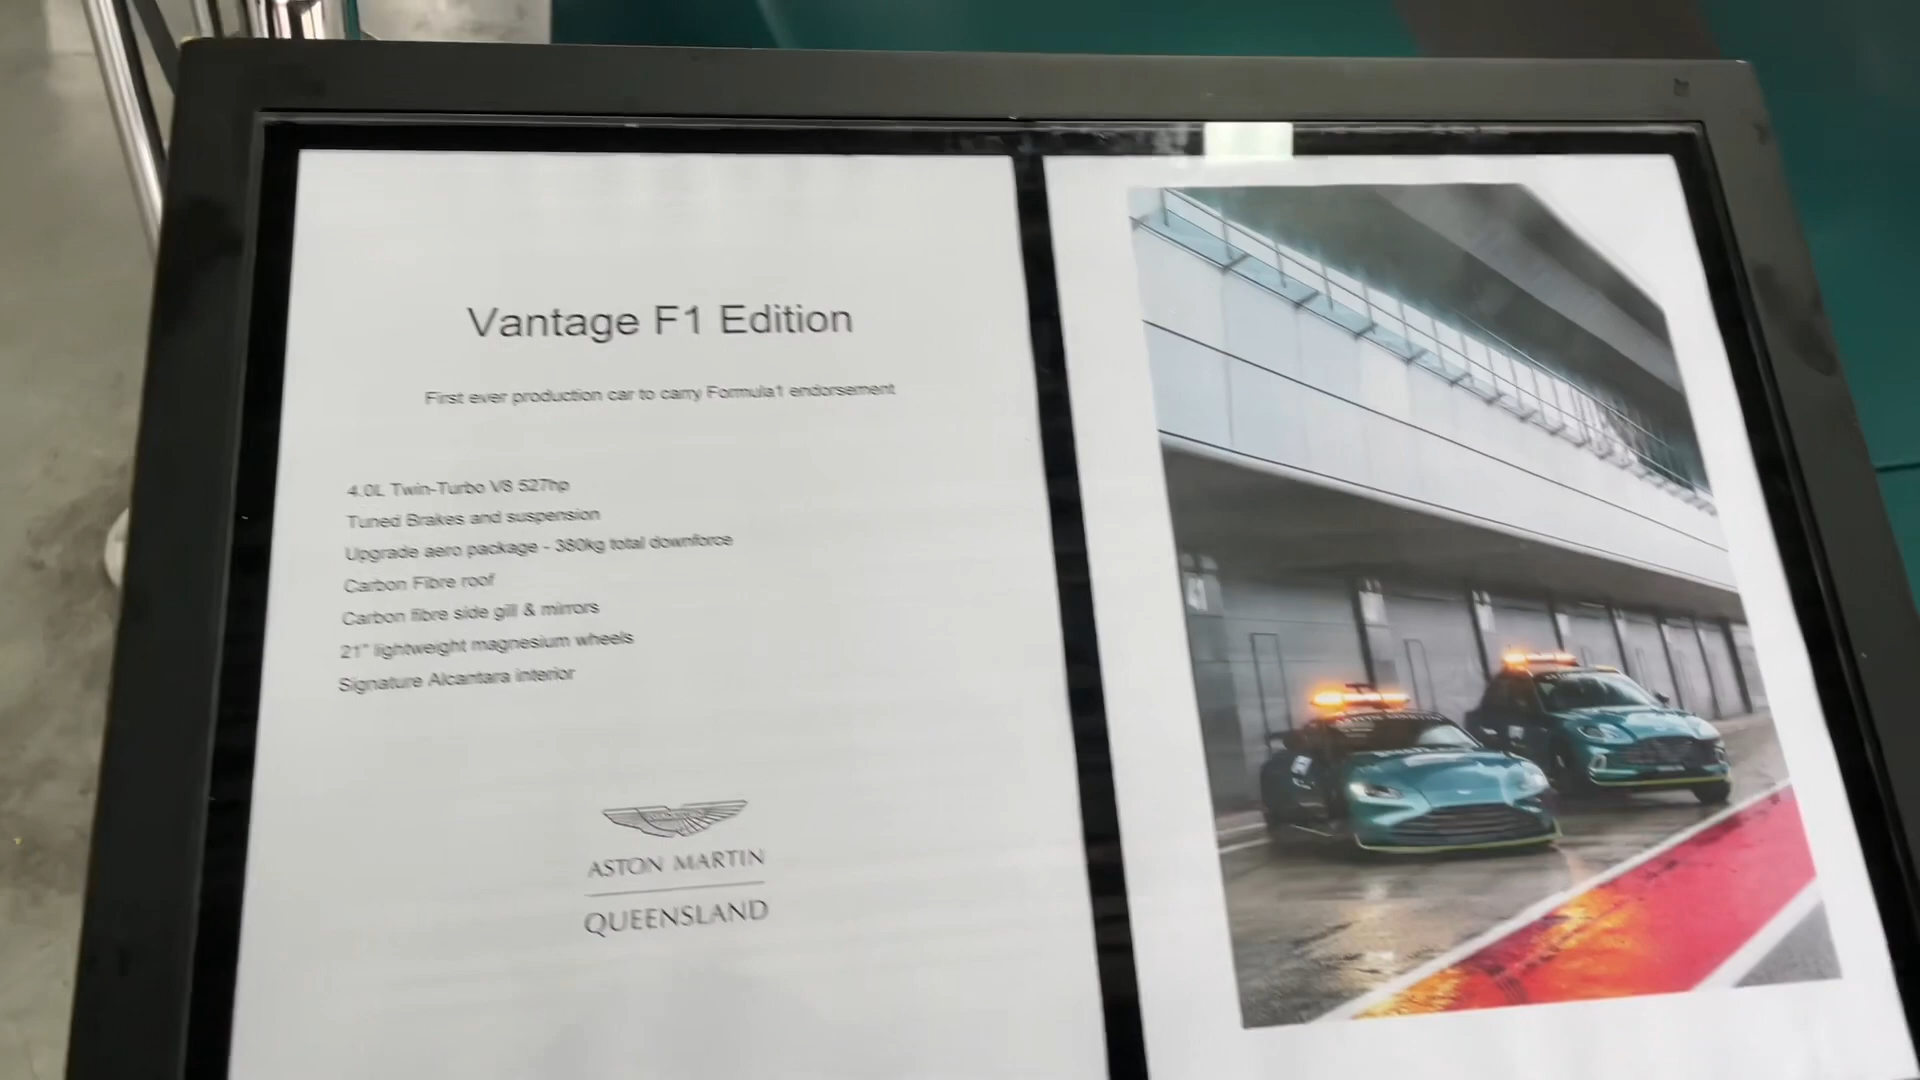 Vantage F1 Edition
First ever production car to carry Formula1 endorsement
4.0L Twin-Turbo V8 527hp
Tuned Brakes and suspension
Upgrade aero package - 380kg total downforce
Carbon Fibre roof
Carbon fibre side gill & mirrors
21" lightweight magnesium wheels
Signature Alcantara interior
ASTON MARTIN
QUEENSLAND